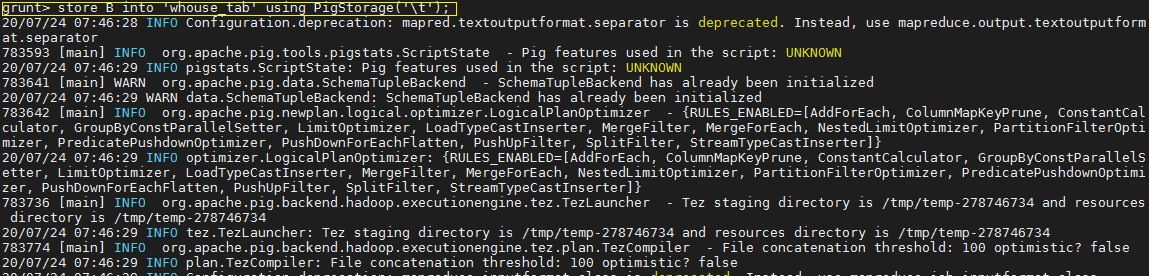 grunt> store B into 'whouse_tab' using PigStorage('\t');
20/07/24 07:46:28 INFO Configuration.deprecation: mapred.textoutputformat.separator is deprecated. Instead, use mapreduce.output.textoutputform
at.separator
783593 [main] INFO  org.apache.pig.tools.pigstats.ScriptState  - Pig features used in the script: UNKNOWN
20/07/24 07:46:29 INFO pigstats.ScriptState: Pig features used in the script: UNKNOWN
783641 [main] WARN  org.apache.pig.data.SchemaTupleBackend  - SchemaTupleBackend has already been initialized
20/07/24 07:46:29 WARN data.SchemaTupleBackend: SchemaTupleBackend has already been initialized
783642 [main] INFO  org.apache.pig.newplan.logical.optimizer.LogicalPlanOptimizer  - {RULES_ENABLED=[AddForEach, ColumnMapKeyPrune, ConstantCal
culator, GroupByConstParallelSetter, LimitOptimizer, LoadTypeCastInserter, MergeFilter, MergeForEach, NestedLimitOptimizer, PartitionFilterOpti
mizer, PredicatePushdownOptimizer, PushDownForEachFlatten, PushUpFilter, SplitFilter, StreamTypeCastInserter]}
20/07/24 07:46:29 INFO optimizer.LogicalPlanOptimizer: {RULES_ENABLED=[AddForEach, ColumnMapKeyPrune, ConstantCalculator, GroupByConstParallelS
etter, LimitOptimizer, LoadTypeCastInserter, MergeFilter, MergeForEach, NestedLimitOptimizer, PartitionFilterOptimizer, PredicatePushdownOptimi
zer, PushDownForEachFlatten, PushUpFilter, SplitFilter, StreamTypeCastInserter]}
783736 [main] INFO  org.apache.pig.backend.hadoop.executionengine.tez.TezLauncher  - Tez staging directory is /tmp/temp-278746734 and resources
 directory is /tmp/temp-278746734
20/07/24 07:46:29 INFO tez.TezLauncher: Tez staging directory is /tmp/temp-278746734 and resources directory is /tmp/temp-278746734
783774 [main] INFO  org.apache.pig.backend.hadoop.executionengine.tez.plan.TezCompiler  - File concatenation threshold: 100 optimistic? false
20/07/24 07:46:29 INFO plan.TezCompiler: File concatenation threshold: 100 optimistic? false